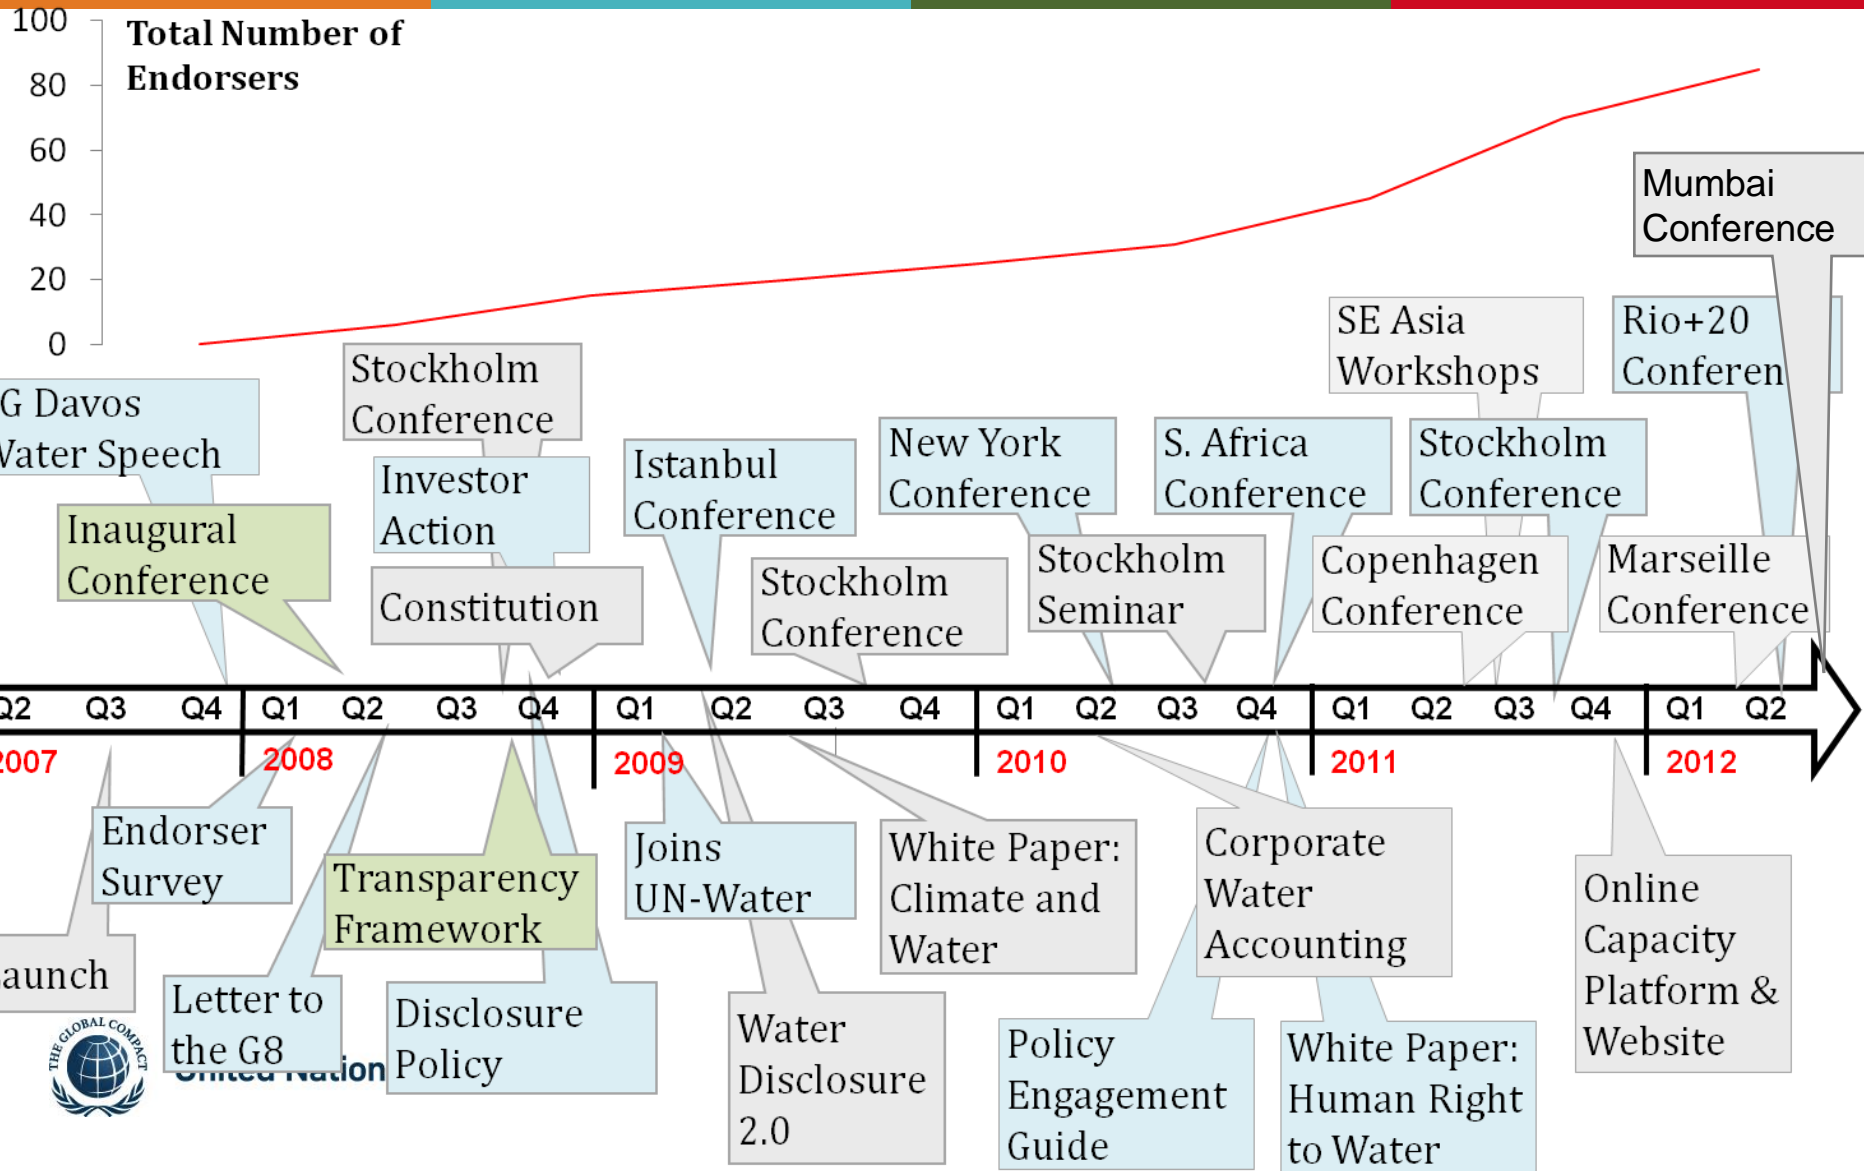 100
Total Number of
Endorsers
80
60
40
20
0
Mumbai
Conference
SE Asia
Workshops
Rio+20
Conferen
Stockholm
Conference
G Davos
Water Speech
Investor
Action
Istanbul
Conference
New York
Conference
S. Africa
Conference
Stockholm
Conference
Inaugural
Conference
Constitution
Stockholm
Conference
Stockholm
Seminar
Copenhagen
Conference
Marseille
Conference
Q2 Q3 Q4 Q1 Q2 Q3 Q4 Q1 Q2 Q3 Q4 Q1 Q2 Q3 Q4 Q1 Q2 Q3 Q4 Q1 Q2
2007 2008 2009 2010 2011 2012
Endorser
Survey
Transparency
Framework
Joins
UN-Water
White Paper:
Climate and
Water
Corporate
Water
Accounting
Online
Capacity
Platform &
Website
aunch
Letter to
the G8
Disclosure
Policy
Water
Disclosure
2.0
Policy
Engagement
Guide
White Paper:
Human Right
to Water
THE GLOBAL COMPACT
United Nation